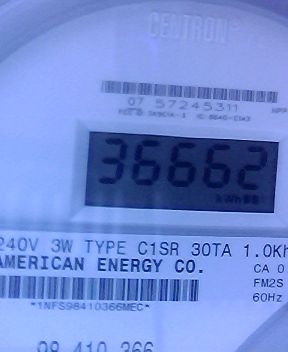 CENTRON
07 57245311
36662
kWh
240V 3W TYPE C1SR 30TA 1.0Kh
AMERICAN ENERGY CO.
CA 0.
FM2S
60Hz
*1NFS98410366MEC*
98 410 366